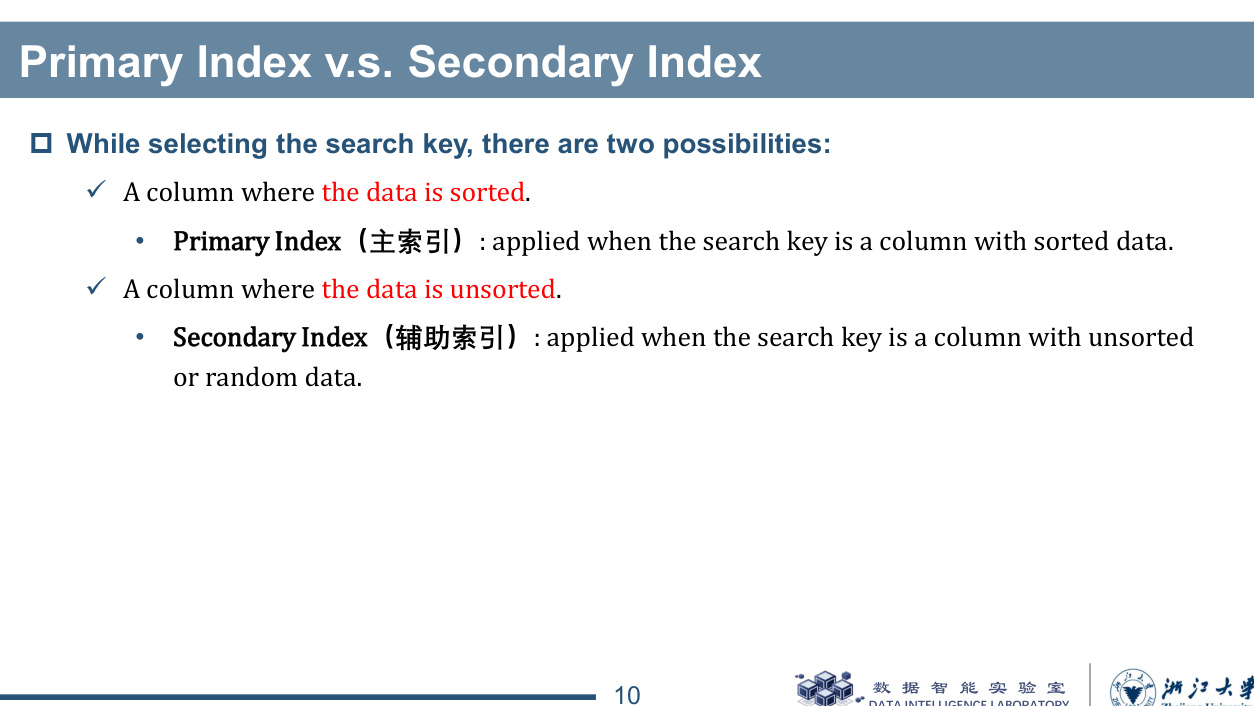 Primary Index v.s. Secondary Index
While selecting the search key, there are two possibilities:
A column where the data is sorted.
Primary Index（主索引）: applied when the search key is a column with sorted data.
A column where the data is unsorted.
Secondary Index（辅助索引）: applied when the search key is a column with unsorted
or random data.
10
数据智能实验室
DATA INTELLIGENCE LABORATORY
浙江大学